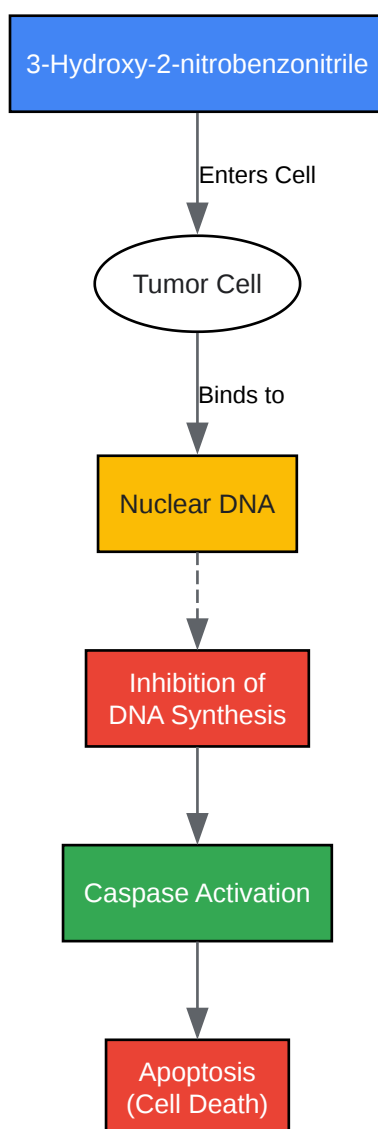 3-Hydroxy-2-nitrobenzonitrile
Enters Cell
Tumor Cell
Binds to
Nuclear DNA
Inhibition of
DNA Synthesis
Caspase Activation
Apoptosis
(Cell Death)